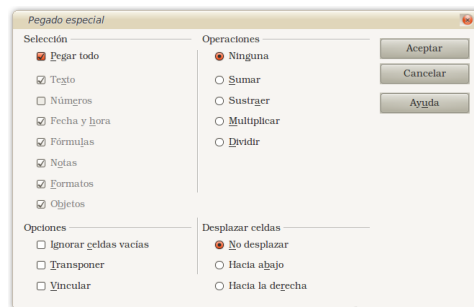 Pegado especial
Selección
Pegar todo
Texto
Números
Fecha y hora
Fórmulas
Notas
Formatos
Objetos
Operaciones
Ninguna
Sumar
Sustraer
Multiplicar
Dividir
Opciones
Ignorar celdas vacías
Transponer
Vincular
Desplazar celdas
No desplazar
Hacia abajo
Hacia la derecha
Aceptar
Cancelar
Ayuda